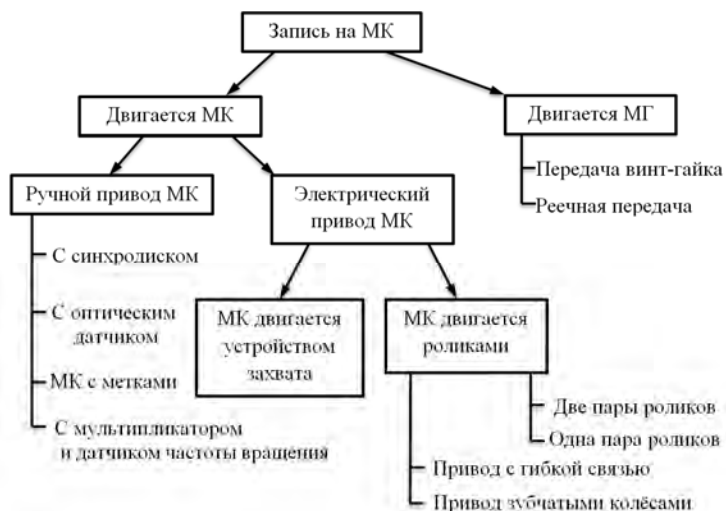 Запись на МК
Двигается МК
Двигается МГ
Передача винт-гайка
Реечная передача
Ручной привод МК
Электрический
привод МК
С синхродиском
С оптическим
датчиком
МК с метками
С мультипликатором
и датчиком частоты вращения
МК двигается
устройством
захвата
МК двигается
роликами
Две пары роликов
Одна пара роликов
Привод с гибкой связью
Привод зубчатыми колёсами